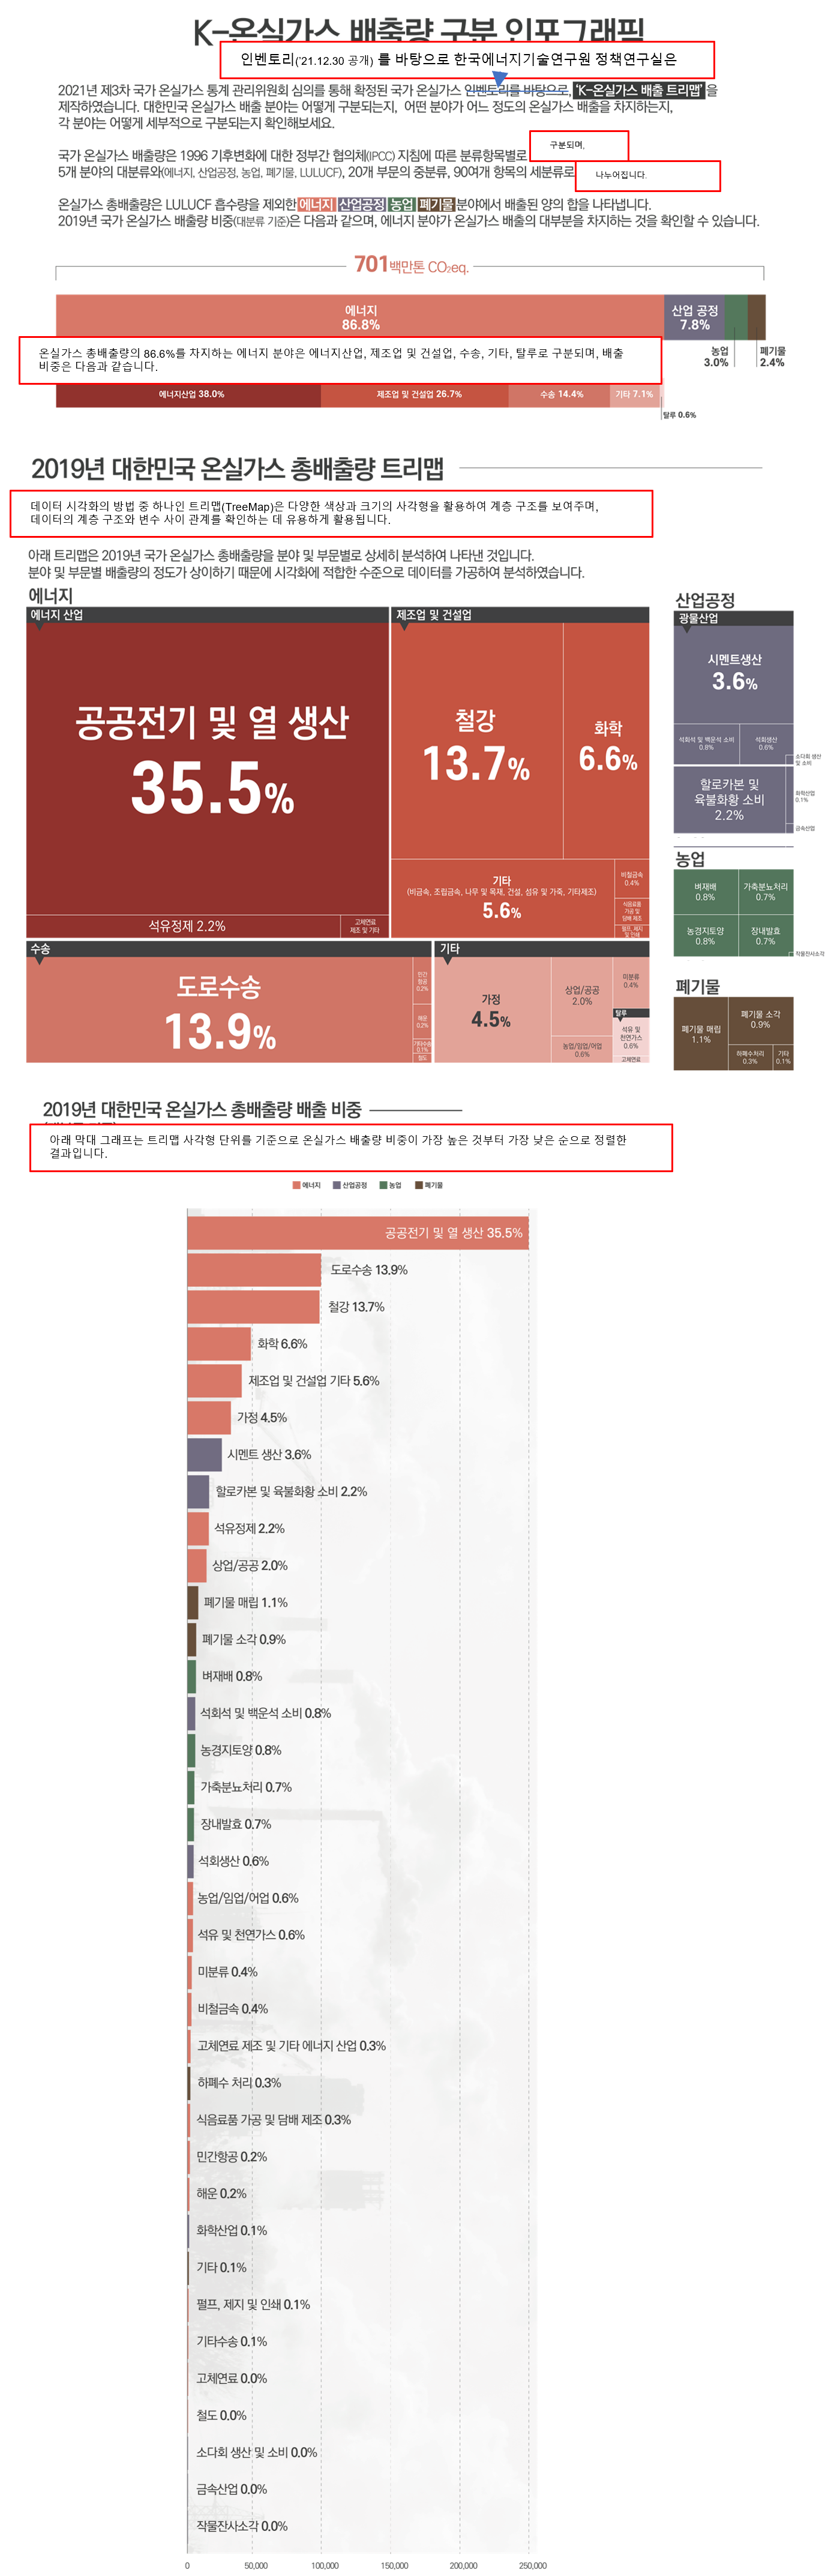 K-온실가스 배출량 구분 인포그래픽
인벤토리('21.12.30 공개) 를 바탕으로 한국에너지기술연구원 정책연구실은
2021년 제3차 국가 온실가스 통계 관리위원회 심의를 통해 확정된 국가 온실가스 인벤토리를 바탕으로, 'K-온실가스 배출 트리맵' 을
제작하였습니다. 대한민국 온실가스 배출 분야는 어떻게 구분되는지, 어떤 분야가 어느 정도의 온실가스 배출을 차지하는지,
각 분야는 어떻게 세부적으로 구분되는지 확인해보세요.
국가 온실가스 배출량은 1996 기후변화에 대한 정부간 협의체(IPCC) 지침에 따른 분류항목별로 구분되며,
5개 분야의 대분류와(에너지, 산업공정, 농업, 폐기물, LULUCF), 20개 부문의 중분류, 90여개 항목의 세분류로 나누어집니다.
온실가스 총배출량은 LULUCF 흡수량을 제외한 에너지 산업공정 농업 폐기물 분야에서 배출된 양의 합을 나타냅니다.
2019년 국가 온실가스 배출량 비중(대분류 기준)은 다음과 같으며, 에너지 분야가 온실가스 배출의 대부분을 차지하는 것을 확인할 수 있습니다.
701백만톤 CO₂eq.
에너지
86.8%
산업 공정
7.8%
농업
3.0%
폐기물
2.4%
온실가스 총배출량의 86.6%를 차지하는 에너지 분야은 에너지산업, 제조업 및 건설업, 수송, 기타, 탈루로 구분되며, 배출
비중은 다음과 같습니다.
에너지산업 38.0%
제조업 및 건설업 26.7%
수송 14.4%
기타 7.1%
탈루 0.6%
2019년 대한민국 온실가스 총배출량 트리맵
데이터 시각화의 방법 중 하나인 트리맵(TreeMap)은 다양한 색상과 크기의 사각형을 활용하여 계층 구조를 보여주며,
데이터의 계층 구조와 변수 사이 관계를 확인하는 데 유용하게 활용됩니다.
아래 트리맵은 2019년 국가 온실가스 총배출량을 분야 및 부문별로 상세히 분석하여 나타낸 것입니다.
분야 및 부문별 배출량의 정도가 상이하기 때문에 시각화에 적합한 수준으로 데이터를 가공하여 분석하였습니다.
에너지
에너지 산업
공공전기 및 열 생산
35.5%
석유정제 2.2%
고체연료
제조 및 기타
제조업 및 건설업
철강
13.7%
화학
6.6%
기타
(비금속, 조립금속, 나무 및 목재, 건설, 섬유 및 가죽, 기타제조)
5.6%
비철금속
0.4%
식음료품
가공 및
담배 제조
펄프, 제지
및 인쇄
수송
도로수송
13.9%
민간
항공
0.2%
해운
0.2%
기타수송
0.1%
철도
기타
가정
4.5%
상업/공공
2.0%
농업/임업/어업
0.6%
미분류
0.4%
탈루
석유 및
천연가스
0.6%
고체연료
산업공정
광물산업
시멘트생산
3.6%
석회석 및 백운석 소비
0.8%
석회생산
0.6%
소다회 생산
및 소비
할로카본 및
육불화황 소비
2.2%
화학산업
0.1%
금속산업
농업
벼재배
0.8%
가축분뇨처리
0.7%
농경지토양
0.8%
장내발효
0.7%
작물잔사소각
폐기물
폐기물 매립
1.1%
폐기물 소각
0.9%
하폐수처리
0.3%
기타
0.1%
2019년 대한민국 온실가스 총배출량 배출 비중
아래 막대 그래프는 트리맵 사각형 단위를 기준으로 온실가스 배출량 비중이 가장 높은 것부터 가장 낮은 순으로 정렬한
결과입니다.
에너지 산업공정 농업 폐기물
공공전기 및 열 생산 35.5%
도로수송 13.9%
철강 13.7%
화학 6.6%
제조업 및 건설업 기타 5.6%
가정 4.5%
시멘트 생산 3.6%
할로카본 및 육불화황 소비 2.2%
석유정제 2.2%
상업/공공 2.0%
폐기물 매립 1.1%
폐기물 소각 0.9%
벼재배 0.8%
석회석 및 백운석 소비 0.8%
농경지토양 0.8%
가축분뇨처리 0.7%
장내발효 0.7%
석회생산 0.6%
농업/임업/어업 0.6%
석유 및 천연가스 0.6%
미분류 0.4%
비철금속 0.4%
고체연료 제조 및 기타 에너지 산업 0.3%
하폐수 처리 0.3%
식음료품 가공 및 담배 제조 0.3%
민간항공 0.2%
해운 0.2%
화학산업 0.1%
기타 0.1%
펄프, 제지 및 인쇄 0.1%
기타수송 0.1%
고체연료 0.0%
철도 0.0%
소다회 생산 및 소비 0.0%
금속산업 0.0%
작물잔사소각 0.0%
0 50,000 100,000 150,000 200,000 250,000